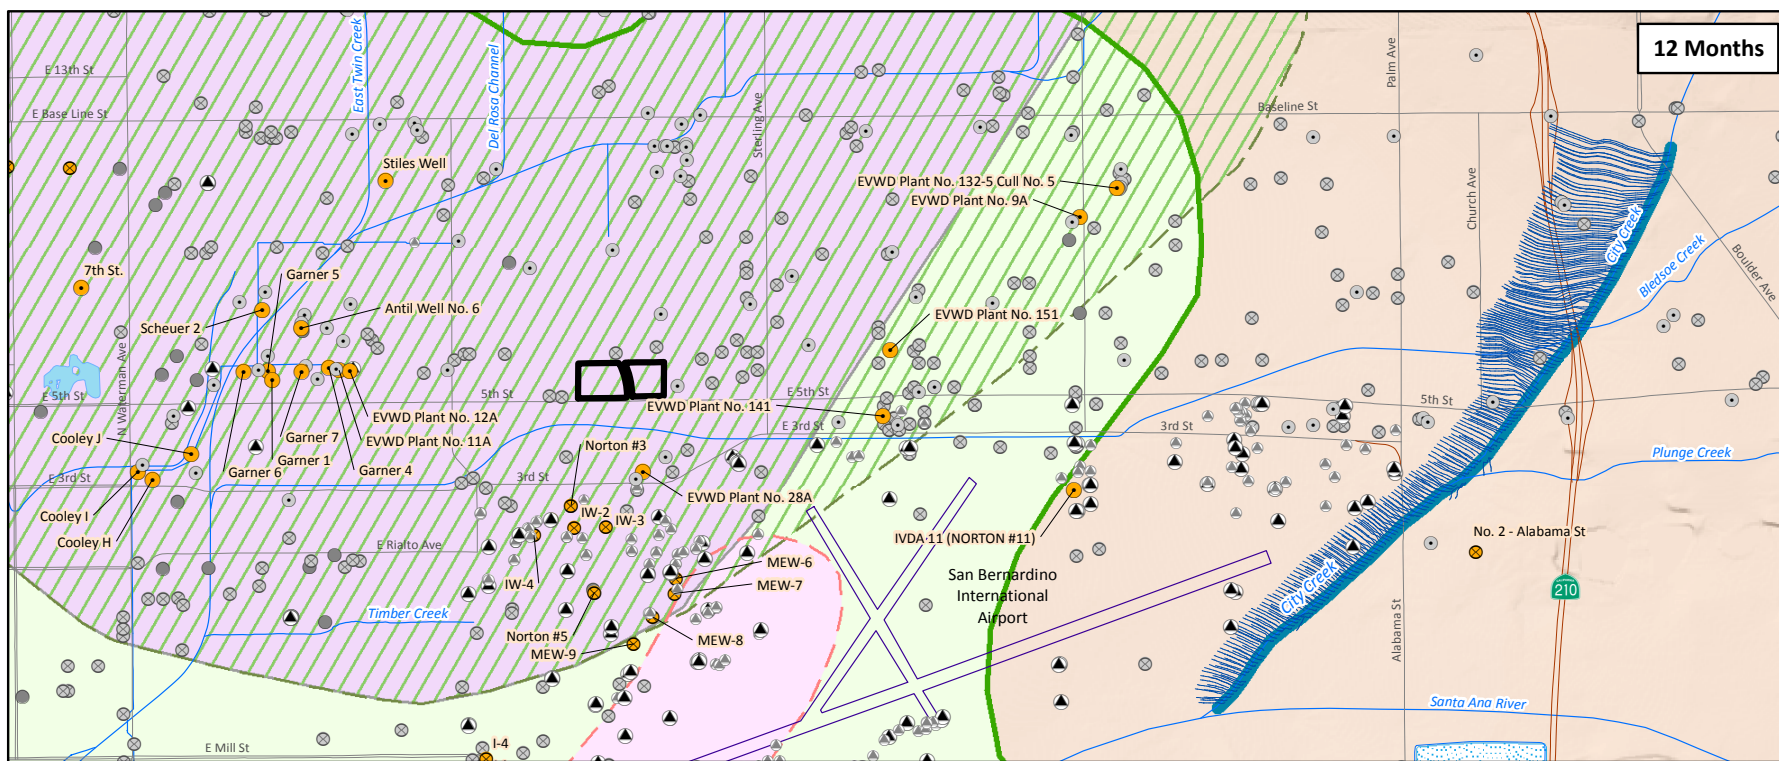 12 Months
E 13th St
E Base Line St
East Twin Creek
Del Rosa Channel
Sterling Ave
Baseline St
Palm Ave
Church Ave
Stiles Well
EVWD Plant No. 132-5 Cull No. 5
EVWD Plant No. 9A
City Creek
Bledsoe Creek
Boulder Ave
7th St.
Garner 5
Scheuer 2
Antil Well No. 6
EVWD Plant No. 151
N Waterman Ave
E 5th St
5th St
E 5th St
5th St
EVWD Plant No. 141
EVWD Plant No. 12A
E 3rd St
3rd St
Cooley J
Garner 7
EVWD Plant No. 11A
Norton #3
Garner 1
Garner 6
Garner 4
Plunge Creek
E 3rd St
3rd St
EVWD Plant No. 28A
Cooley I
IW-2
IW-3
Cooley H
E Rialto Ave
IVDA 11 (NORTON #11)
No. 2 - Alabama St
MEW-6
IW-4
MEW-7
San Bernardino
International
Airport
City Creek
210
Timber Creek
Norton #5
MEW-8
MEW-9
Alabama St
Santa Ana River
E Mill St
I-4